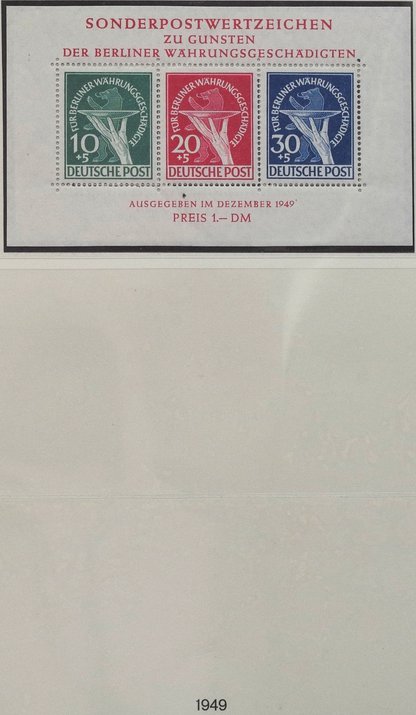 SONDERPOSTWERTZEICHEN
ZU GUNSTEN
DER BERLINER WÄHRUNGSGESCHÄDIGTEN
FÜR BERLINER WÄHRUNGSGESCHÄDIGTE
10
+5
DEUTSCHE POST
FÜR BERLINER WÄHRUNGSGESCHÄDIGTE
20
+5
DEUTSCHE POST
FÜR BERLINER WÄHRUNGSGESCHÄDIGTE
30
+5
DEUTSCHE POST
AUSGEGEBEN IM DEZEMBER 1949
PREIS 1.— DM
1949